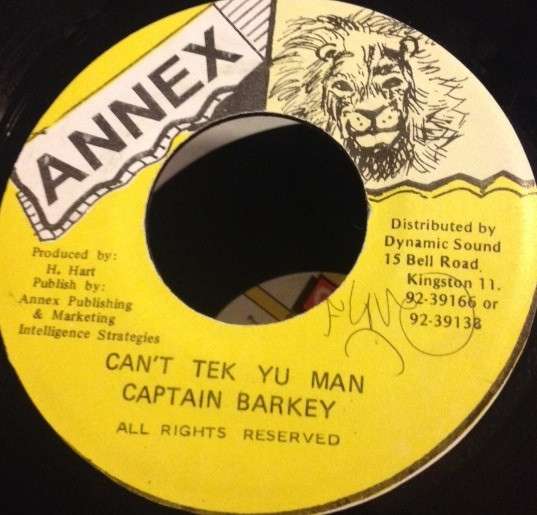 ANNEX
Produced by:
H. Hart
Publish by:
Annex Publishing
& Marketing
Intelligence Strategies
Distributed by
Dynamic Sound
15 Bell Road
Kingston 11.
92-39166 or
92-39138
CAN'T TEK YU MAN
CAPTAIN BARKEY
ALL RIGHTS RESERVED